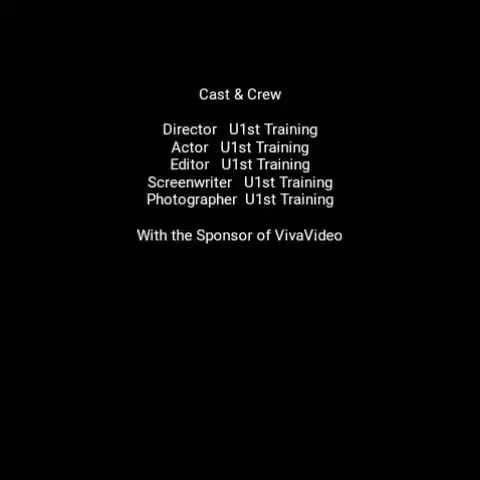 Cast & Crew
Director U1st Training
Actor U1st Training
Editor U1st Training
Screenwriter U1st Training
Photographer U1st Training
With the Sponsor of VivaVideo